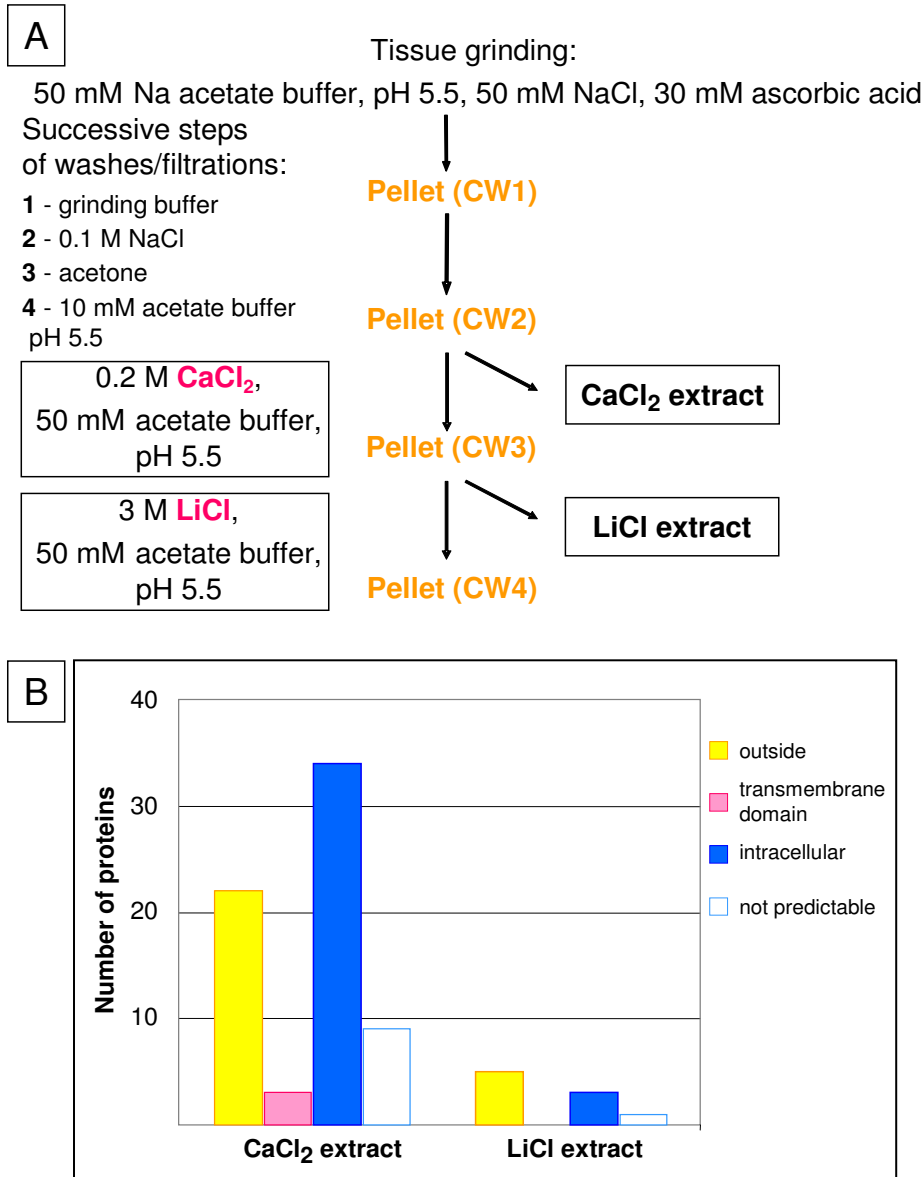 A
Tissue grinding:
50 mM Na acetate buffer, pH 5.5, 50 mM NaCl, 30 mM ascorbic acid
Successive steps
of washes/filtrations:
1 - grinding buffer
2 - 0.1 M NaCl
3 - acetone
4 - 10 mM acetate buffer
pH 5.5
Pellet (CW1)
Pellet (CW2)
0.2 M CaCl₂,
50 mM acetate buffer,
pH 5.5
CaCl₂ extract
Pellet (CW3)
3 M LiCl,
50 mM acetate buffer,
pH 5.5
LiCl extract
Pellet (CW4)
B
Number of proteins
40
30
20
10
CaCl₂ extract
LiCl extract
outside
transmembrane
domain
intracellular
not predictable